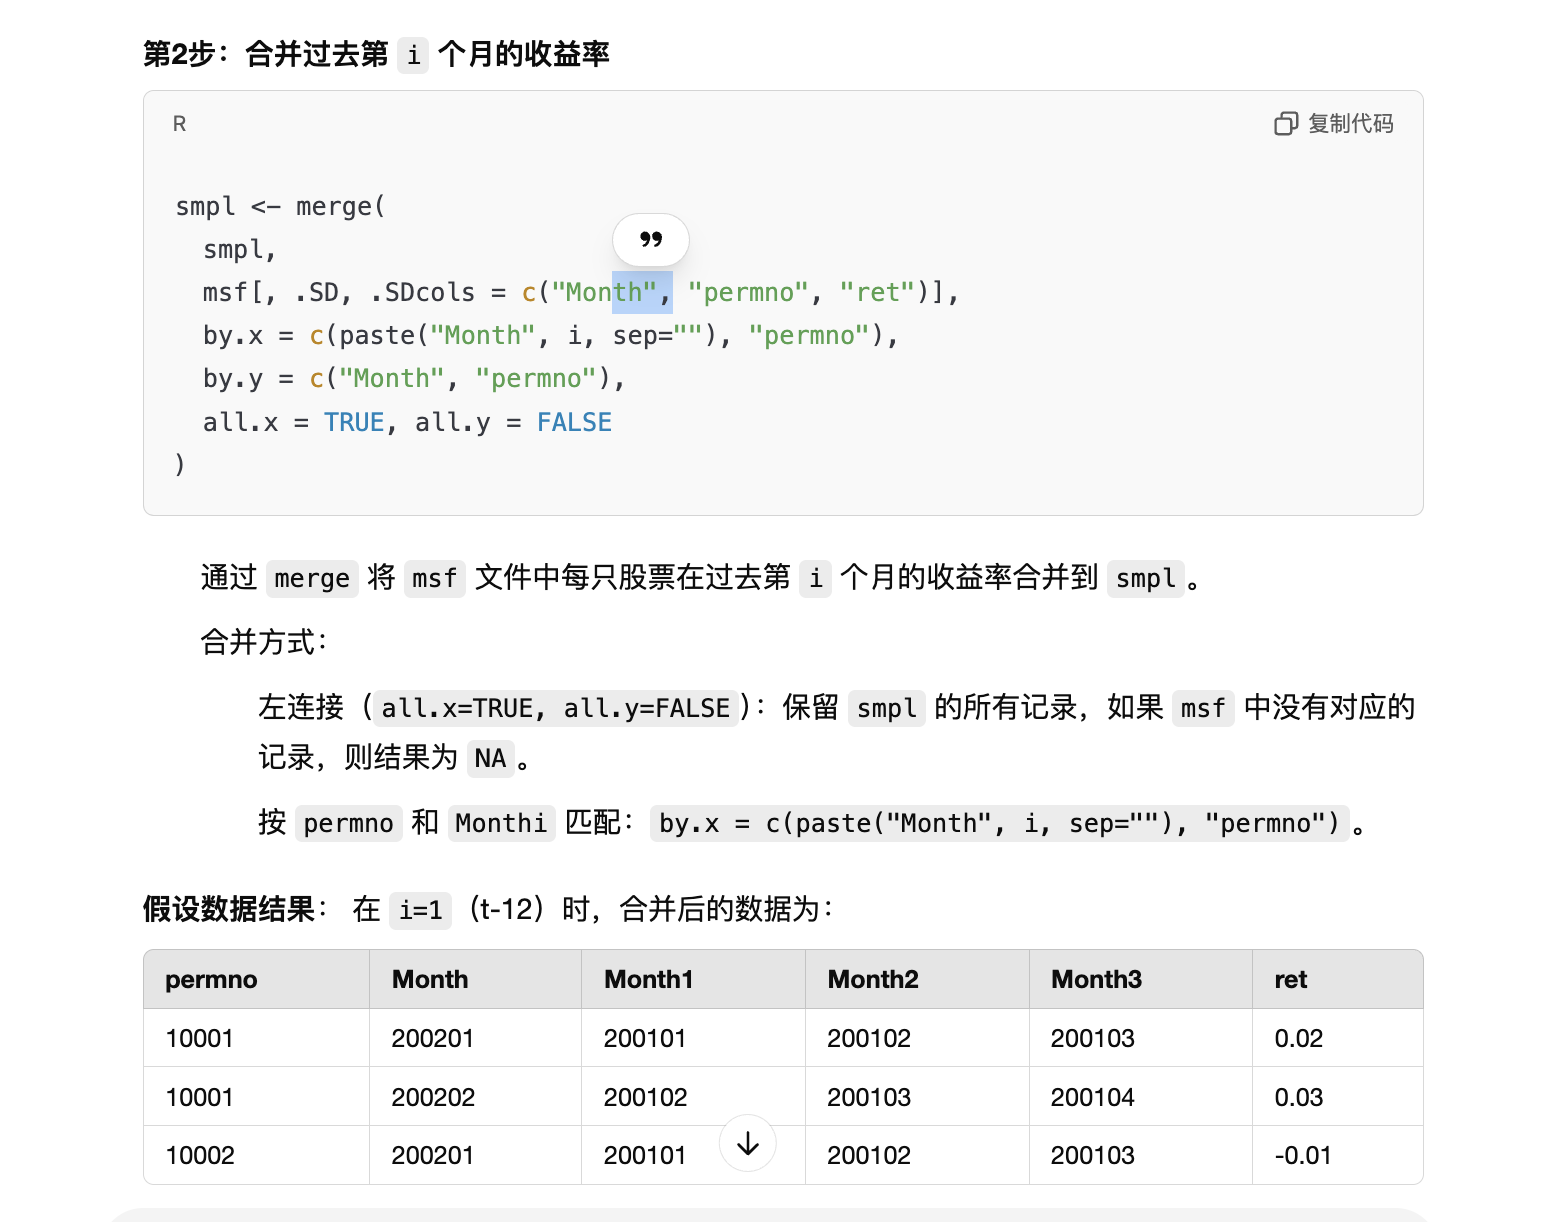 第2步：合并过去第 i 个月的收益率
R
复制代码
smpl <- merge(
  smpl,
”
  msf[, .SD, .SDcols = c("Month", "permno", "ret")],
  by.x = c(paste("Month", i, sep=""), "permno"),
  by.y = c("Month", "permno"),
  all.x = TRUE, all.y = FALSE
)
通过 merge 将 msf 文件中每只股票在过去第 i 个月的收益率合并到 smpl 。
合并方式：
左连接（all.x=TRUE, all.y=FALSE）：保留 smpl 的所有记录，如果 msf 中没有对应的
记录，则结果为 NA 。
按 permno 和 Monthi 匹配： by.x = c(paste("Month", i, sep=""), "permno") 。
假设数据结果： 在 i=1 （t-12）时，合并后的数据为：
permno Month Month1 Month2 Month3 ret
10001 200201 200101 200102 200103 0.02
10001 200202 200102 200103 200104 0.03
10002 200201 200101 200102 200103 -0.01